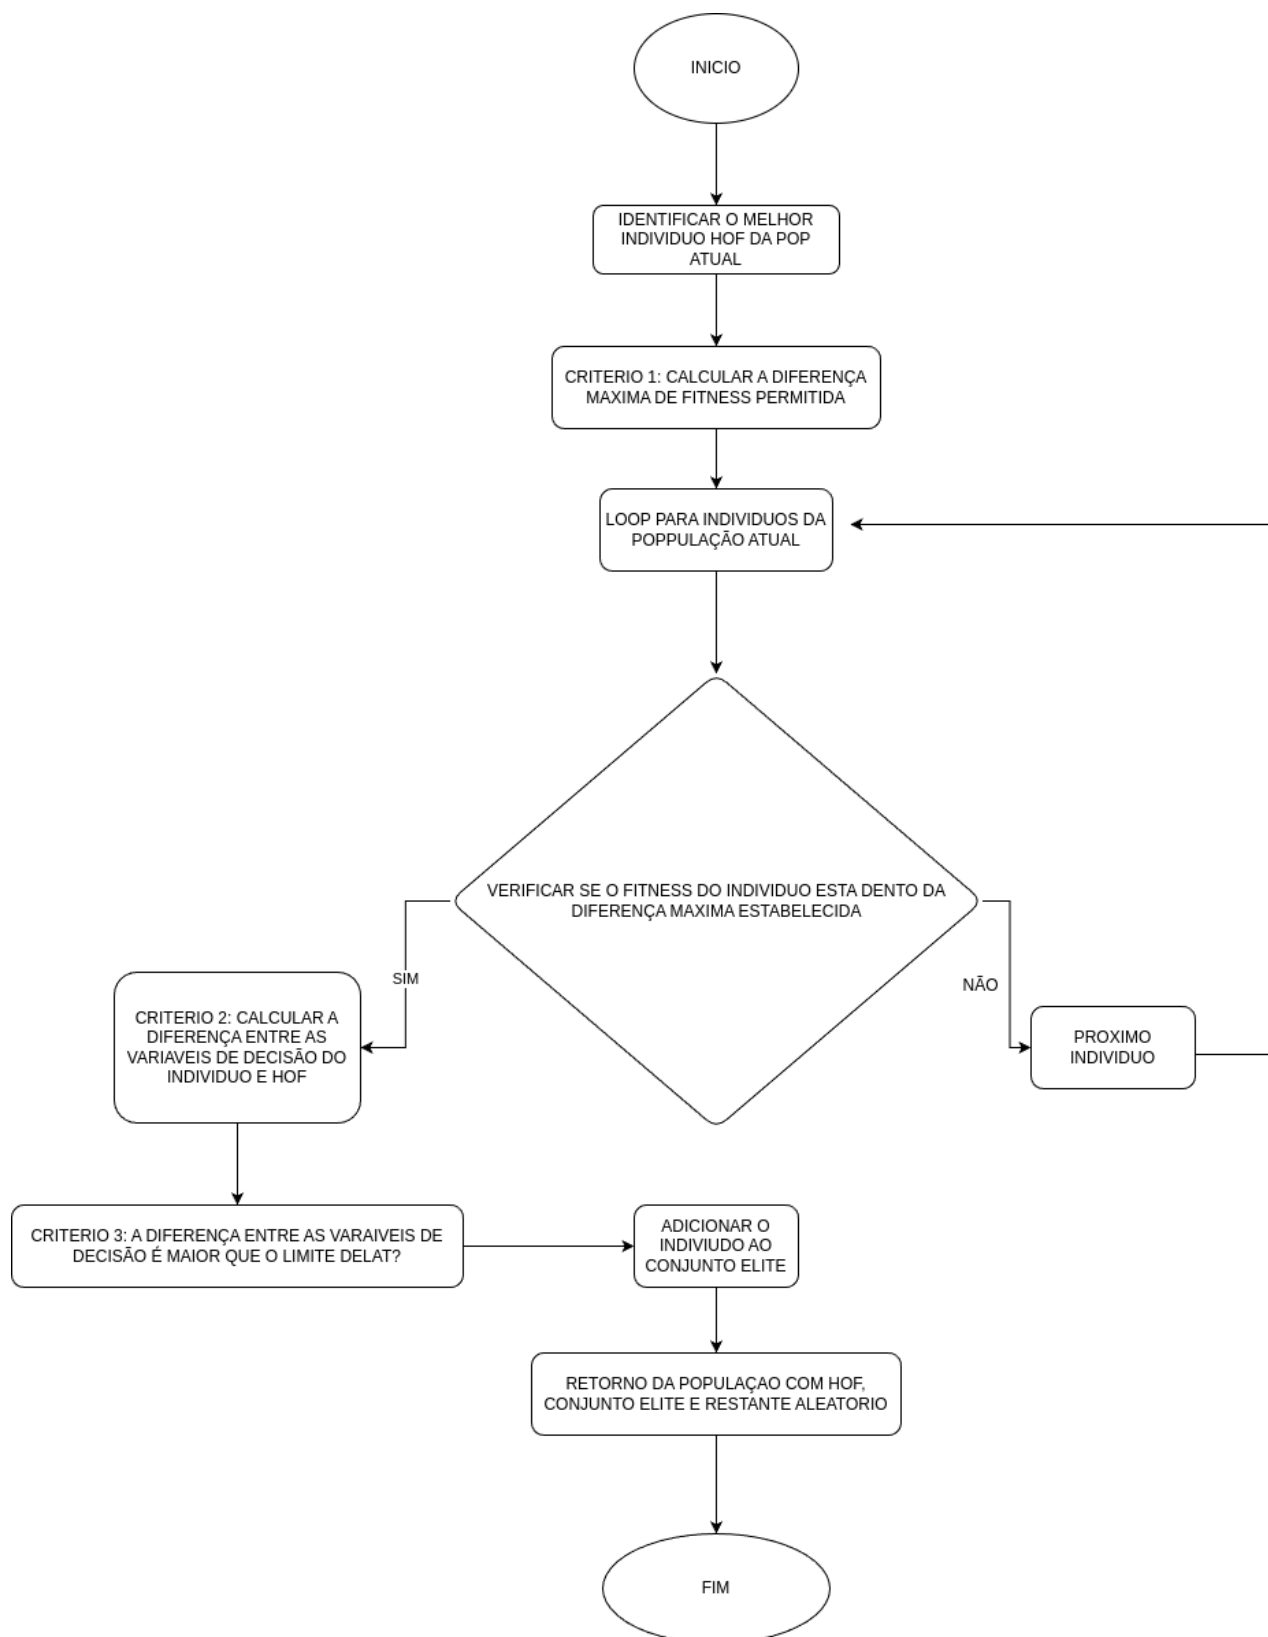 INICIO
IDENTIFICAR O MELHOR
INDIVIDUO HOF DA POP
ATUAL
CRITERIO 1: CALCULAR A DIFERENÇA
MAXIMA DE FITNESS PERMITIDA
LOOP PARA INDIVIDUOS DA
POPPULAÇÃO ATUAL
VERIFICAR SE O FITNESS DO INDIVIDUO ESTA DENTO DA
DIFERENÇA MAXIMA ESTABELECIDA
SIM
NÃO
CRITERIO 2: CALCULAR A
DIFERENÇA ENTRE AS
VARIAVEIS DE DECISÃO DO
INDIVIDUO E HOF
PROXIMO
INDIVIDUO
CRITERIO 3: A DIFERENÇA ENTRE AS VARAIVEIS DE
DECISÃO É MAIOR QUE O LIMITE DELAT?
ADICIONAR O
INDIVIUDO AO
CONJUNTO ELITE
RETORNO DA POPULAÇAO COM HOF,
CONJUNTO ELITE E RESTANTE ALEATORIO
FIM